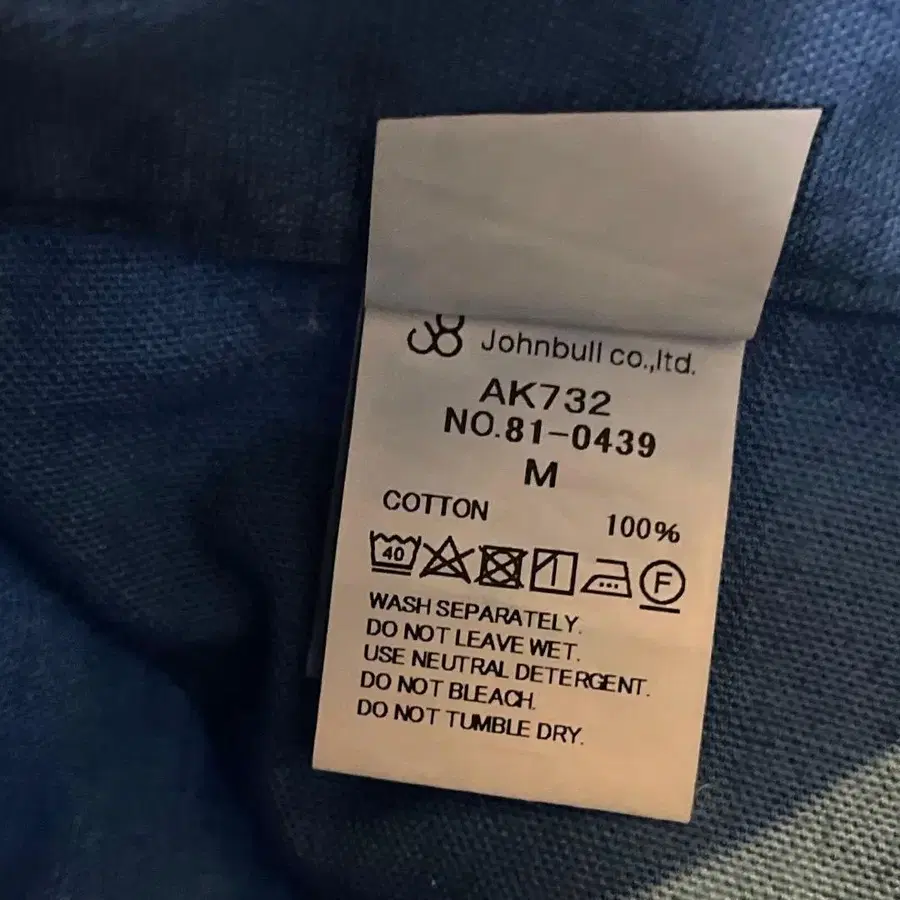 Johnbull co.,ltd.
AK732
NO.81-0439
M
COTTON 100%
40 F
WASH SEPARATELY.
DO NOT LEAVE WET.
USE NEUTRAL DETERGENT.
DO NOT BLEACH.
DO NOT TUMBLE DRY.